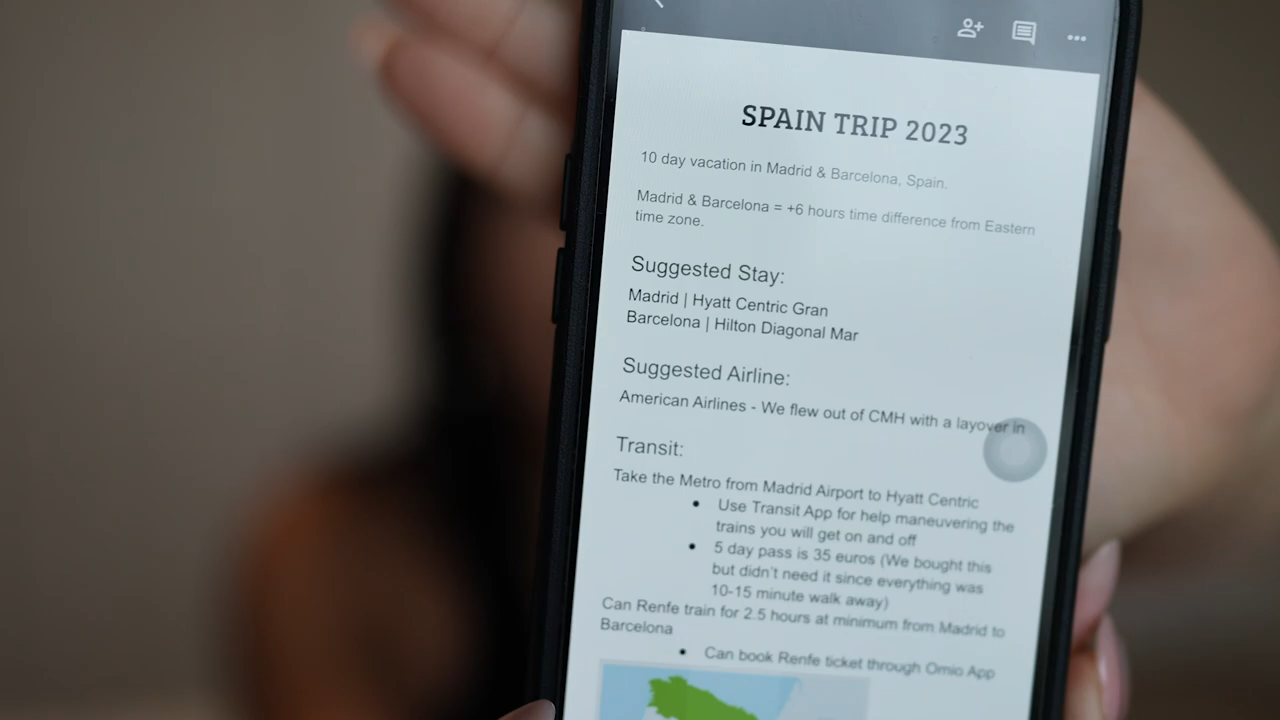 SPAIN TRIP 2023
10 day vacation in Madrid & Barcelona, Spain.
Madrid & Barcelona = +6 hours time difference from Eastern
time zone.
Suggested Stay:
Madrid | Hyatt Centric Gran
Barcelona | Hilton Diagonal Mar
Suggested Airline:
American Airlines - We flew out of CMH with a layover in
Transit:
Take the Metro from Madrid Airport to Hyatt Centric
• Use Transit App for help maneuvering the
trains you will get on and off
• 5 day pass is 35 euros (We bought this
but didn't need it since everything was
10-15 minute walk away)
Can Renfe train for 2.5 hours at minimum from Madrid to
Barcelona
• Can book Renfe ticket through Omio App